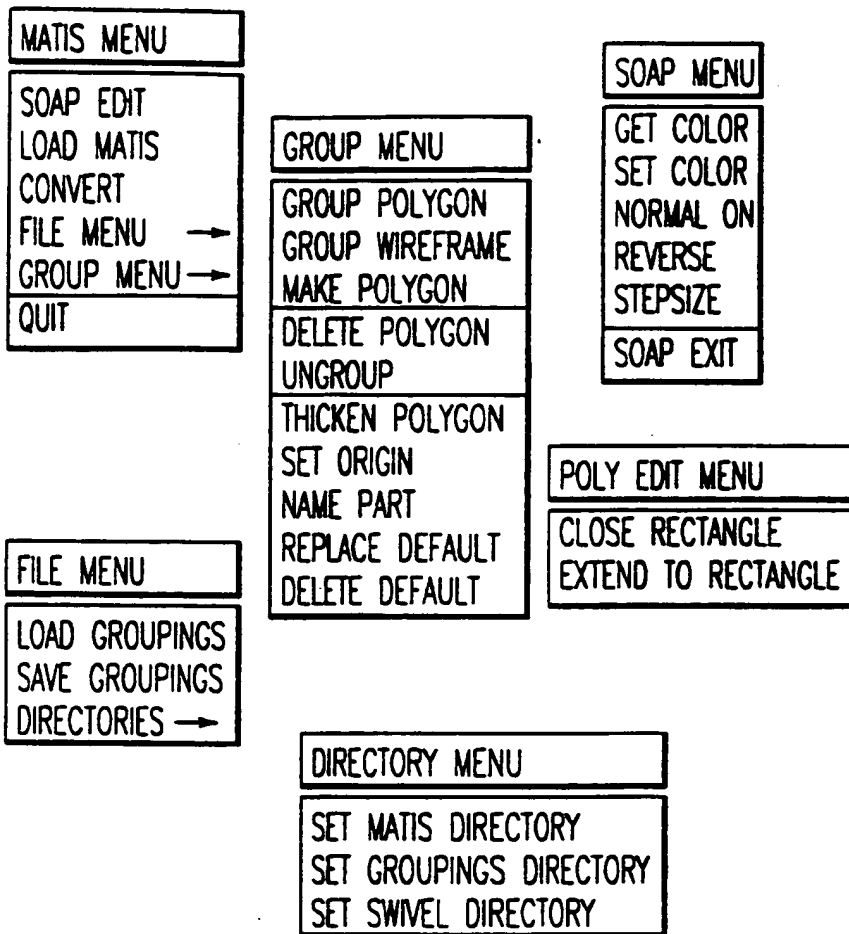 MATIS MENU
SOAP EDIT
LOAD MATIS
CONVERT
FILE MENU →
GROUP MENU →
QUIT
GROUP MENU
GROUP POLYGON
GROUP WIREFRAME
MAKE POLYGON
DELETE POLYGON
UNGROUP
THICKEN POLYGON
SET ORIGIN
NAME PART
REPLACE DEFAULT
DELETE DEFAULT
SOAP MENU
GET COLOR
SET COLOR
NORMAL ON
REVERSE
STEPSIZE
SOAP EXIT
POLY EDIT MENU
CLOSE RECTANGLE
EXTEND TO RECTANGLE
FILE MENU
LOAD GROUPINGS
SAVE GROUPINGS
DIRECTORIES →
DIRECTORY MENU
SET MATIS DIRECTORY
SET GROUPINGS DIRECTORY
SET SWIVEL DIRECTORY